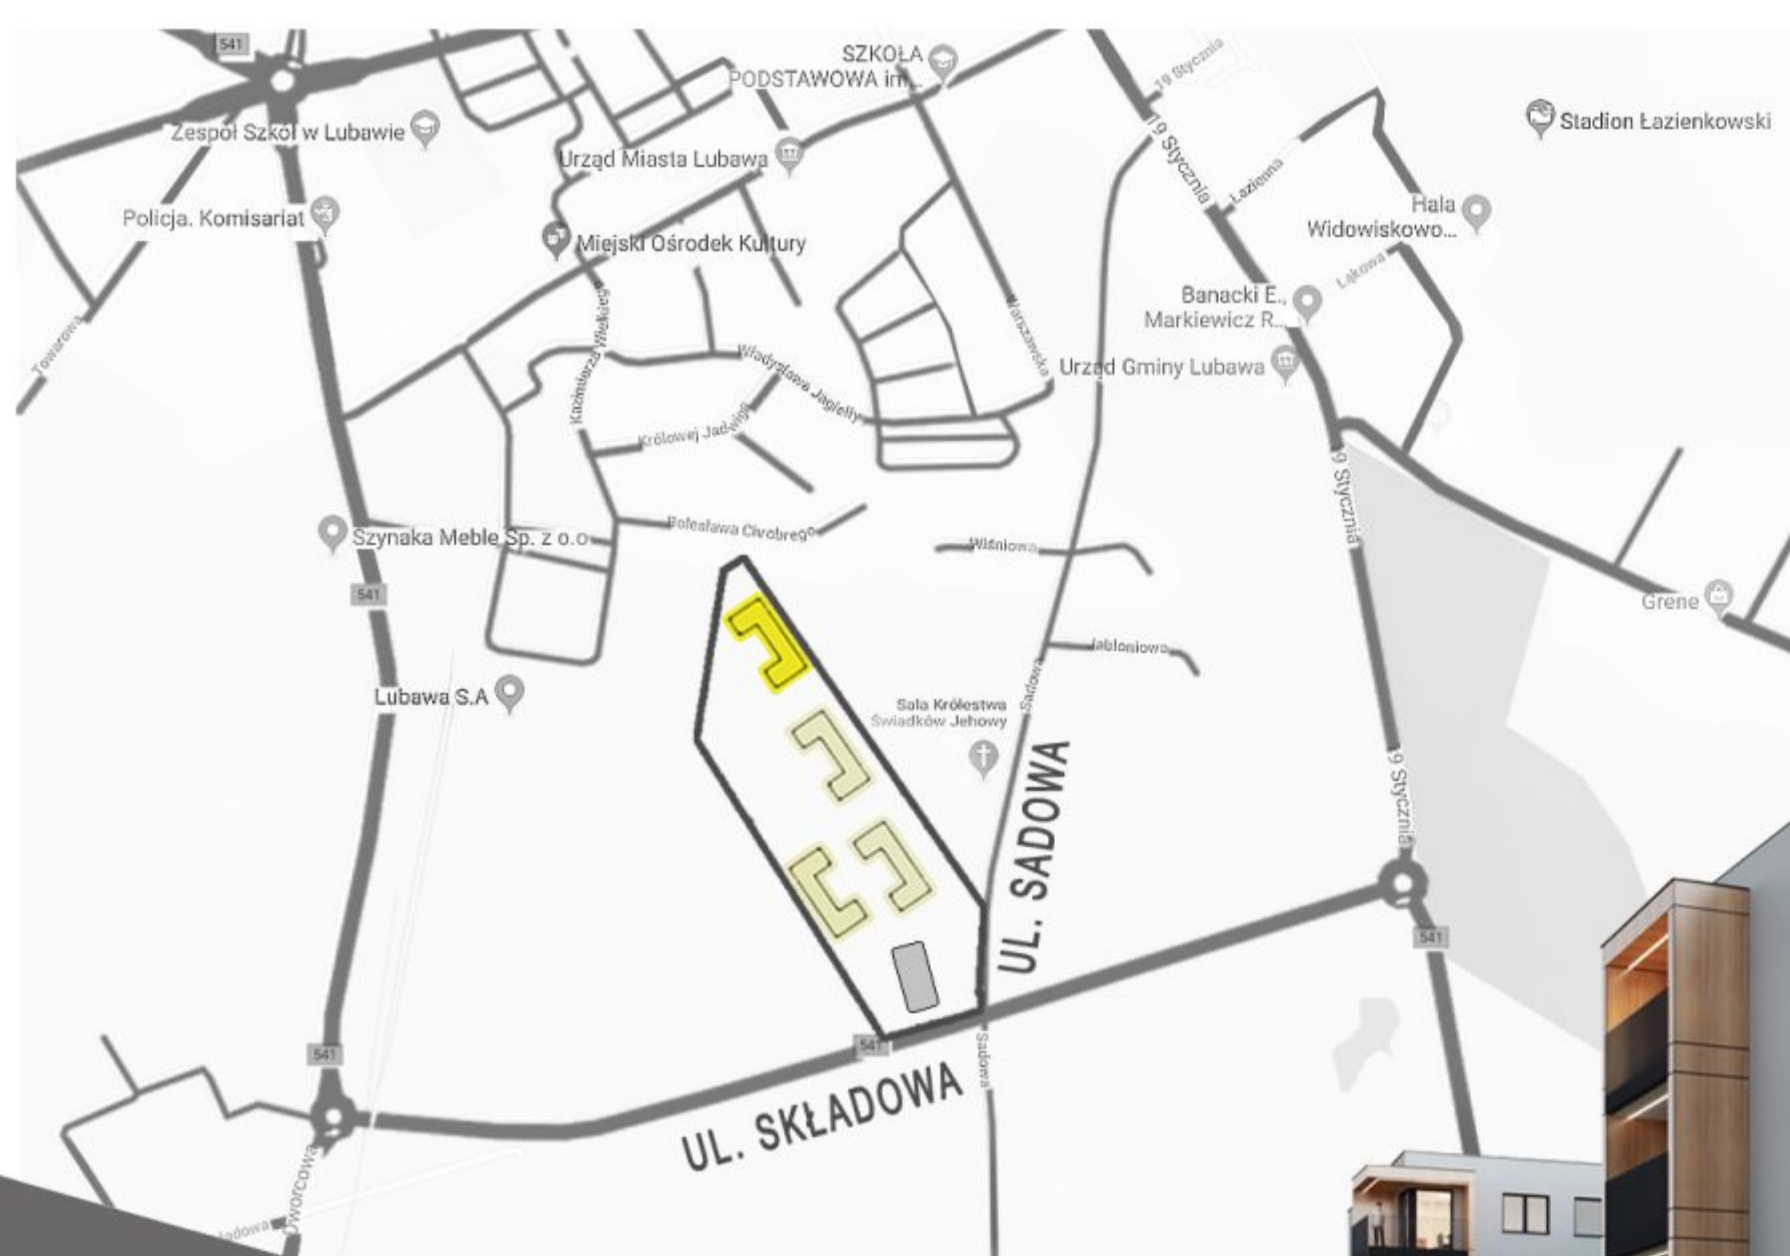 541
SZKOŁA
PODSTAWOWA im...
19 Stycznia
Zespół Szkół w Lubawie
Urząd Miasta Lubawa
19 Stycznia
Stadion Łazienkowski
Łazienna
Policja. Komisariat
Hala
Widowiskowo...
Miejski Ośrodek Kultury
Łąkowa
Kazimierza Wielkiego
Banacki E.,
Markiewicz R...
Towarowa
Warszawska
Władysława Jagiełły
Urząd Gminy Lubawa
Królowej Jadwigi
19 Stycznia
Szynaka Meble Sp. z o.o
Bolesława Chrobrego
Wiśniowa
541
Grene
Jabłoniowa
Lubawa S.A
Sadowa
Sala Królestwa
Świadków Jehowy
UL. SADOWA
19 Stycznia
541
541
541
Sadowa
UL. SKŁADOWA
Dworcowa